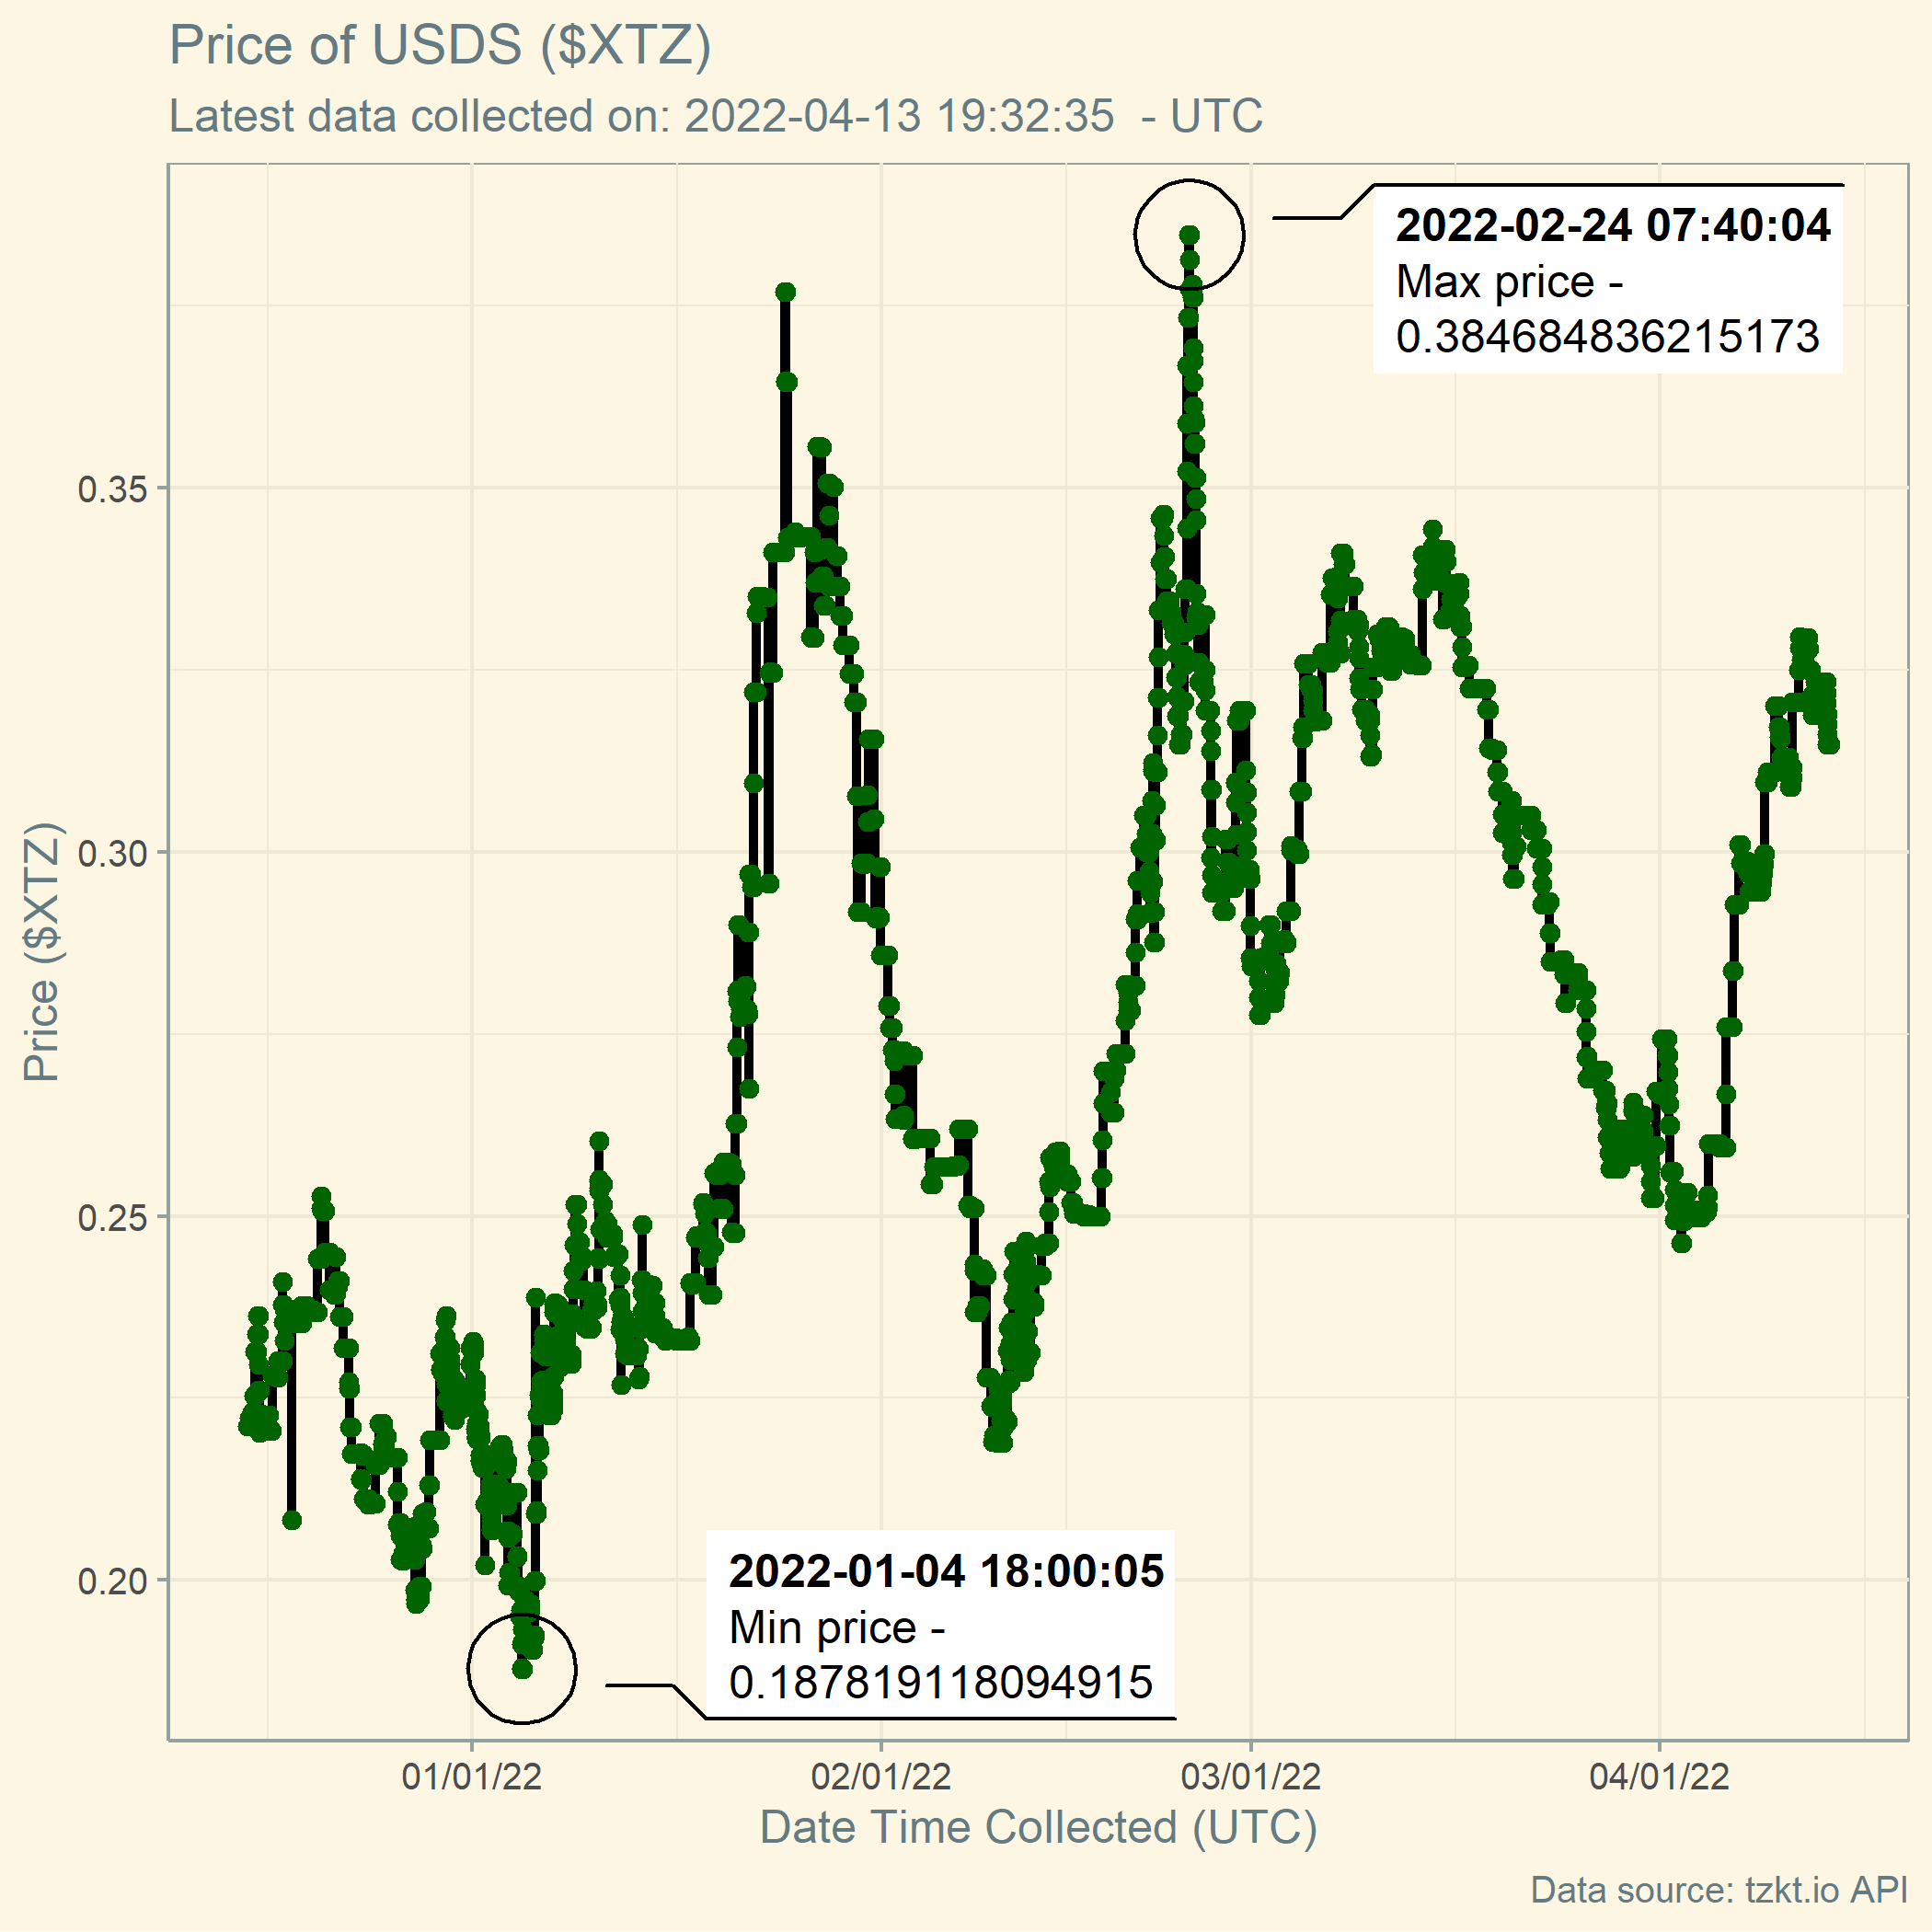 Price of USDS ($XTZ)
Latest data collected on: 2022-04-13 19:32:35  - UTC
2022-02-24 07:40:04
Max price -
0.384684836215173
0.35
0.30
0.25
0.20
Price ($XTZ)
2022-01-04 18:00:05
Min price -
0.187819118094915
01/01/22
02/01/22
03/01/22
04/01/22
Date Time Collected (UTC)
Data source: tzkt.io API